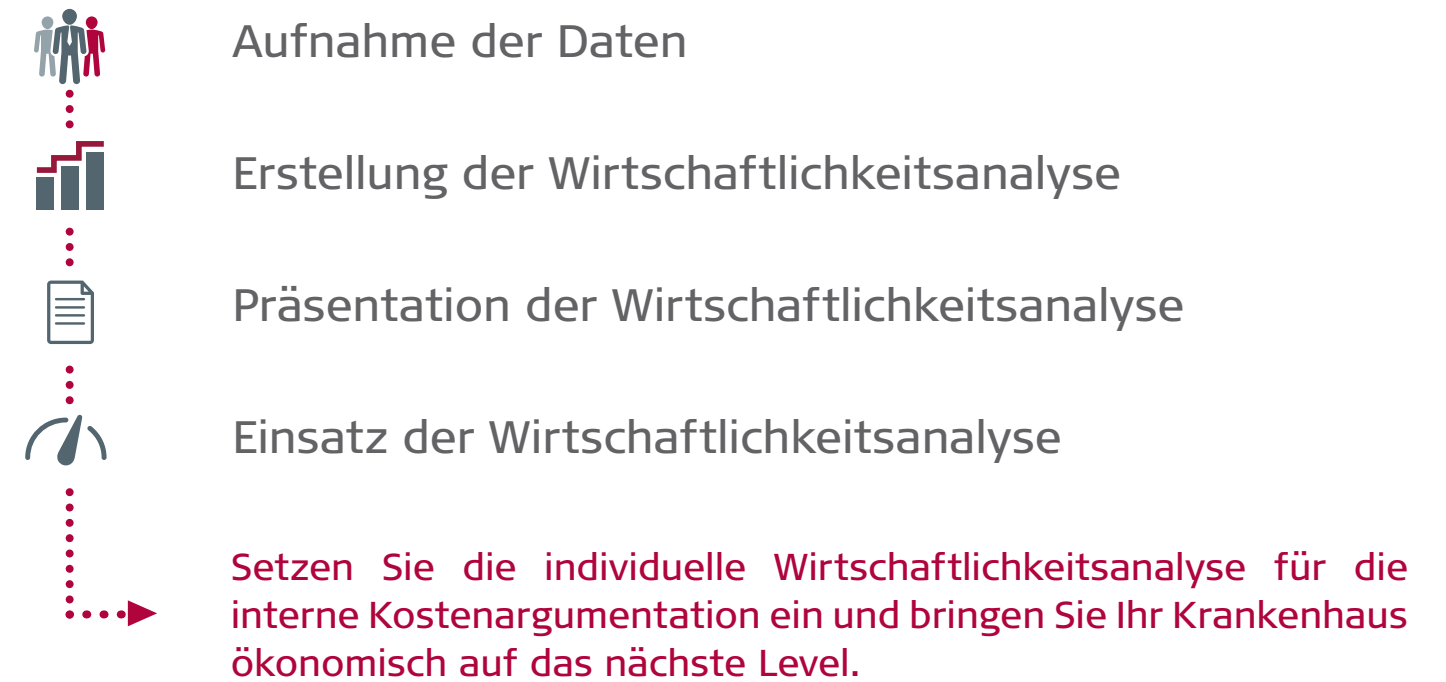 Aufnahme der Daten
Erstellung der Wirtschaftlichkeitsanalyse
Präsentation der Wirtschaftlichkeitsanalyse
Einsatz der Wirtschaftlichkeitsanalyse
Setzen Sie die individuelle Wirtschaftlichkeitsanalyse für die
interne Kostenargumentation ein und bringen Sie Ihr Krankenhaus
ökonomisch auf das nächste Level.